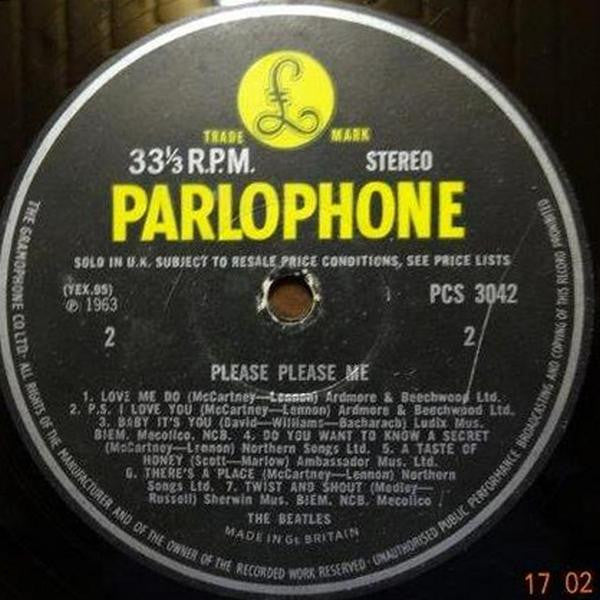 £
TRADE MARK
33⅓ R.P.M. STEREO
PARLOPHONE
SOLD IN U.K. SUBJECT TO RESALE PRICE CONDITIONS, SEE PRICE LISTS
(YEX.95) PCS 3042
Ⓟ 1963
2 2
PLEASE PLEASE ME
1. LOVE ME DO (McCartney—Lennon) Ardmore & Beechwood Ltd.
2. P.S. I LOVE YOU (McCartney—Lennon) Ardmore & Beechwood Ltd.
3. BABY IT'S YOU (David—Williams—Bacharach) Ludix Mus.
BIEM. Mecolico, NCB. 4. DO YOU WANT TO KNOW A SECRET
(McCartney—Lennon) Northern Songs Ltd. 5. A TASTE OF
HONEY (Scott—Marlow) Ambassador Mus. Ltd.
6. THERE'S A PLACE (McCartney—Lennon) Northern
Songs Ltd. 7. TWIST AND SHOUT (Medley—
Russell) Sherwin Mus. BIEM. NCB. Mecolico
THE BEATLES
MADE IN Gt. BRITAIN
THE GRAMOPHONE CO. LTD. ALL RIGHTS OF THE MANUFACTURER AND OF THE OWNER OF THE RECORDED WORK RESERVED · UNAUTHORISED PUBLIC PERFORMANCE BROADCASTING AND COPYING OF THIS RECORD PROHIBITED
17 02